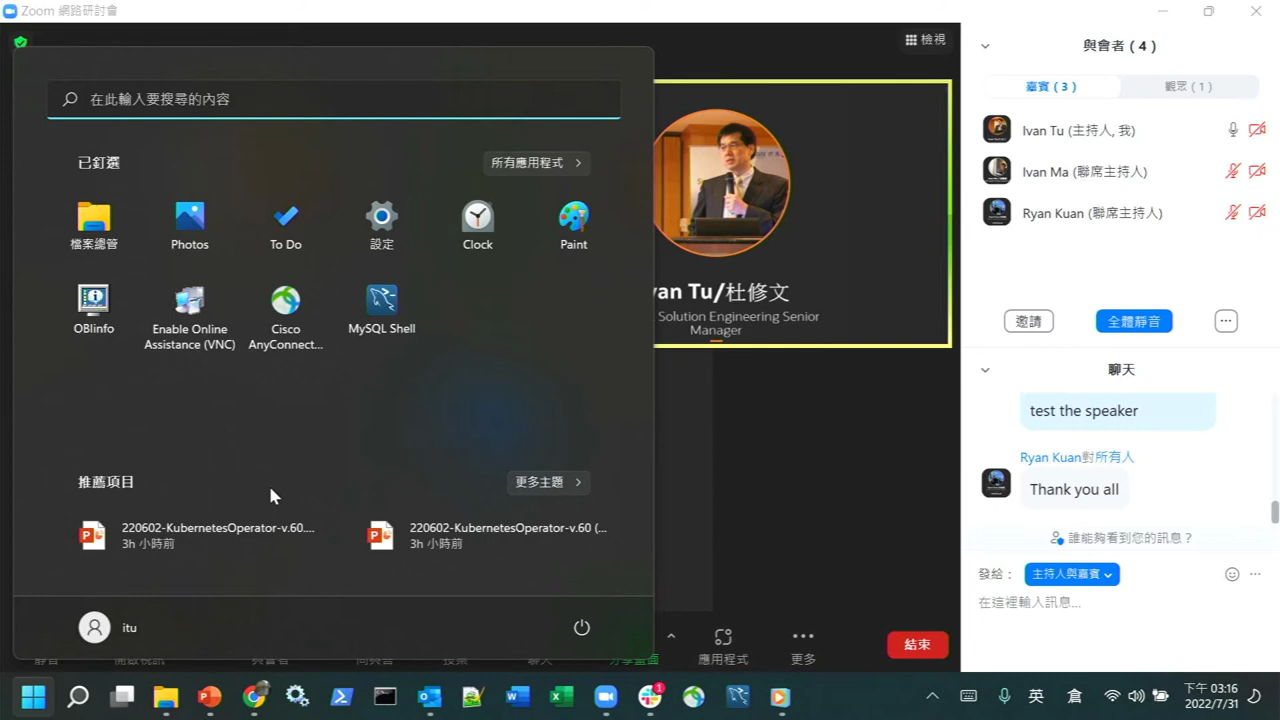 Zoom 網路研討會
檢視
在此輸入要搜尋的內容
已釘選
所有應用程式
檔案總管
Photos
To Do
設定
Clock
Paint
OBIinfo
Enable Online
Assistance (VNC)
Cisco
AnyConnect...
MySQL Shell
推薦項目
更多主題
220602-KubernetesOperator-v.60....
3h 小時前
220602-KubernetesOperator-v.60 (...
3h 小時前
itu
van Tu/杜修文
Solution Engineering Senior
Manager
應用程式
更多
結束
與會者 (4)
嘉賓 (3)
觀眾 (1)
Ivan Tu (主持人, 我)
Ivan Ma (聯席主持人)
Ryan Kuan (聯席主持人)
邀請
全體靜音
聊天
test the speaker
Ryan Kuan對所有人
Thank you all
誰能夠看到您的訊息？
發給：
主持人與嘉賓
在這裡輸入訊息...
1
英
倉
下午 03:16
2022/7/31